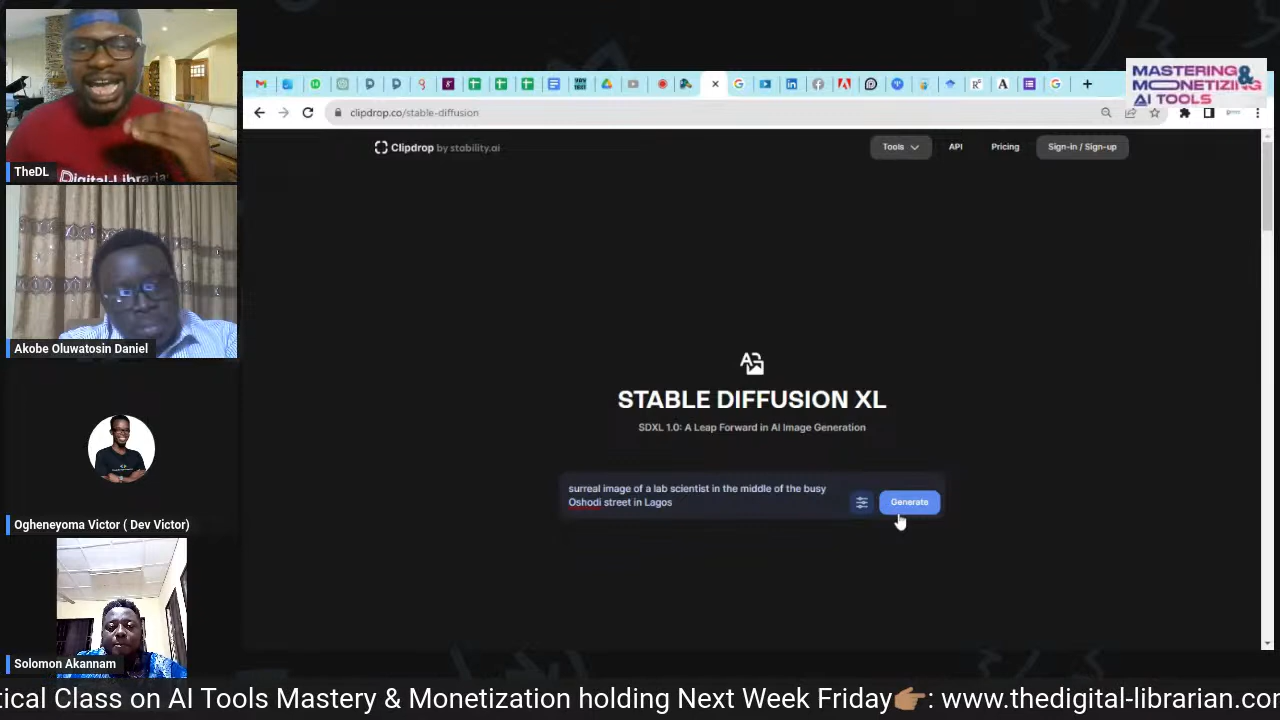 TheDL
Digital-Librarian
Akobe Oluwatosin Daniel
Ogheneyoma Victor ( Dev Victor)
Solomon Akannam
MASTERING &
MONETIZING
AI TOOLS
clipdrop.co/stable-diffusion
Clipdrop by stability.ai
Tools
API
Pricing
Sign-in / Sign-up
STABLE DIFFUSION XL
SDXL 1.0: A Leap Forward in AI Image Generation
surreal image of a lab scientist in the middle of the busy
Oshodi street in Lagos
Generate
tical Class on AI Tools Mastery & Monetization holding Next Week Friday👉🏽: www.thedigital-librarian.co